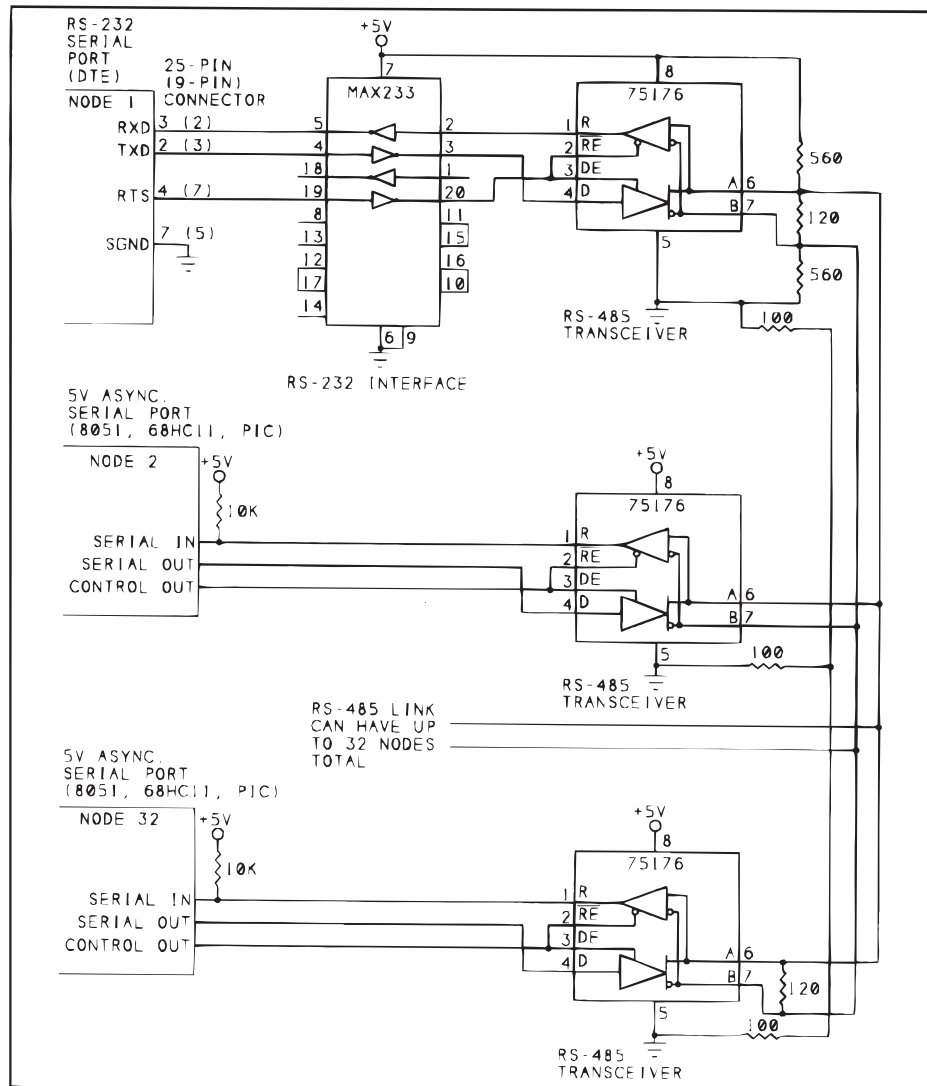 RS-232
SERIAL
PORT
(DTE)
25-PIN
(9-PIN)
CONNECTOR
NODE 1
RXD
3 (2)
TXD
2 (3)
RTS
4 (7)
SGND
7 (5)
+5V
7
MAX233
5
2
4
3
18
1
19
20
8
11
13
15
12
16
17
10
14
6
9
RS-232 INTERFACE
8
75176
1
R
2
RE
3
DE
4
D
A
6
B
7
5
560
120
560
100
RS-485
TRANSCEIVER
5V ASYNC.
SERIAL PORT
(8051, 68HC11, PIC)
NODE 2
+5V
10K
SERIAL IN
SERIAL OUT
CONTROL OUT
+5V
8
75176
1
R
2
RE
3
DE
4
D
A
6
B
7
5
100
RS-485
TRANSCEIVER
RS-485 LINK
CAN HAVE UP
TO 32 NODES
TOTAL
5V ASYNC.
SERIAL PORT
(8051, 68HC11, PIC)
NODE 32
+5V
10K
SERIAL IN
SERIAL OUT
CONTROL OUT
+5V
8
75176
1
R
2
RE
3
DE
4
D
A
6
B
7
120
5
100
RS-485
TRANSCEIVER